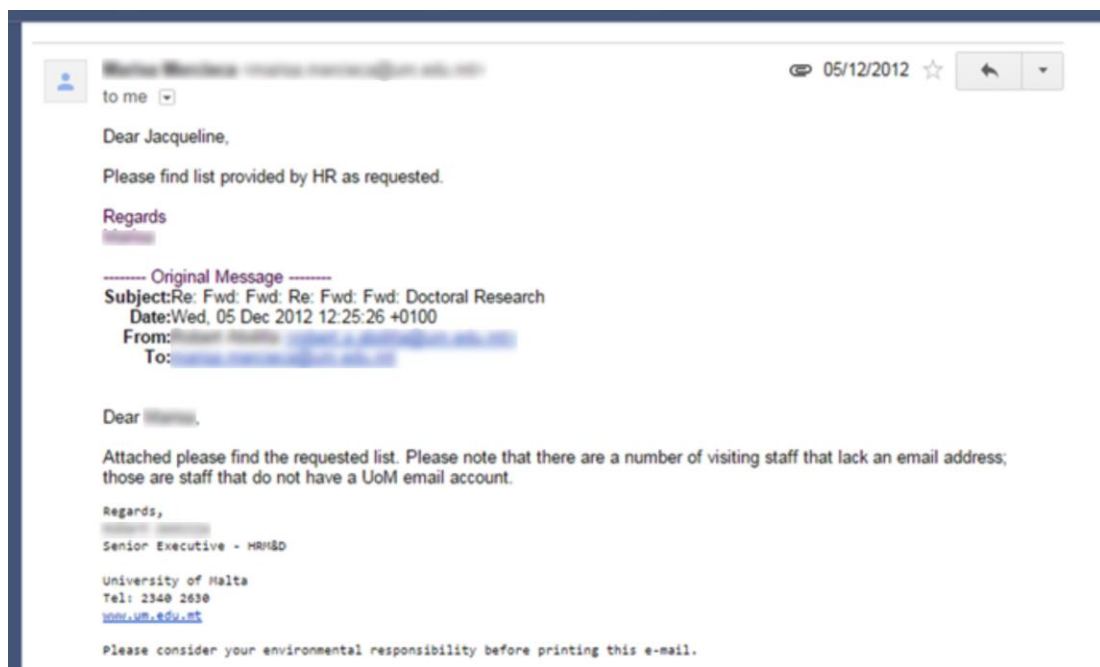 05/12/2012
to me
Dear Jacqueline,
Please find list provided by HR as requested.
Regards
-------- Original Message --------
Subject:Re: Fwd: Fwd: Re: Fwd: Fwd: Doctoral Research
Date:Wed, 05 Dec 2012 12:25:26 +0100
From:
To:
Dear ,
Attached please find the requested list. Please note that there are a number of visiting staff that lack an email address;
those are staff that do not have a UoM email account.
Regards,
Senior Executive - HRM&D
University of Malta
Tel: 2340 2630
www.um.edu.mt
Please consider your environmental responsibility before printing this e-mail.